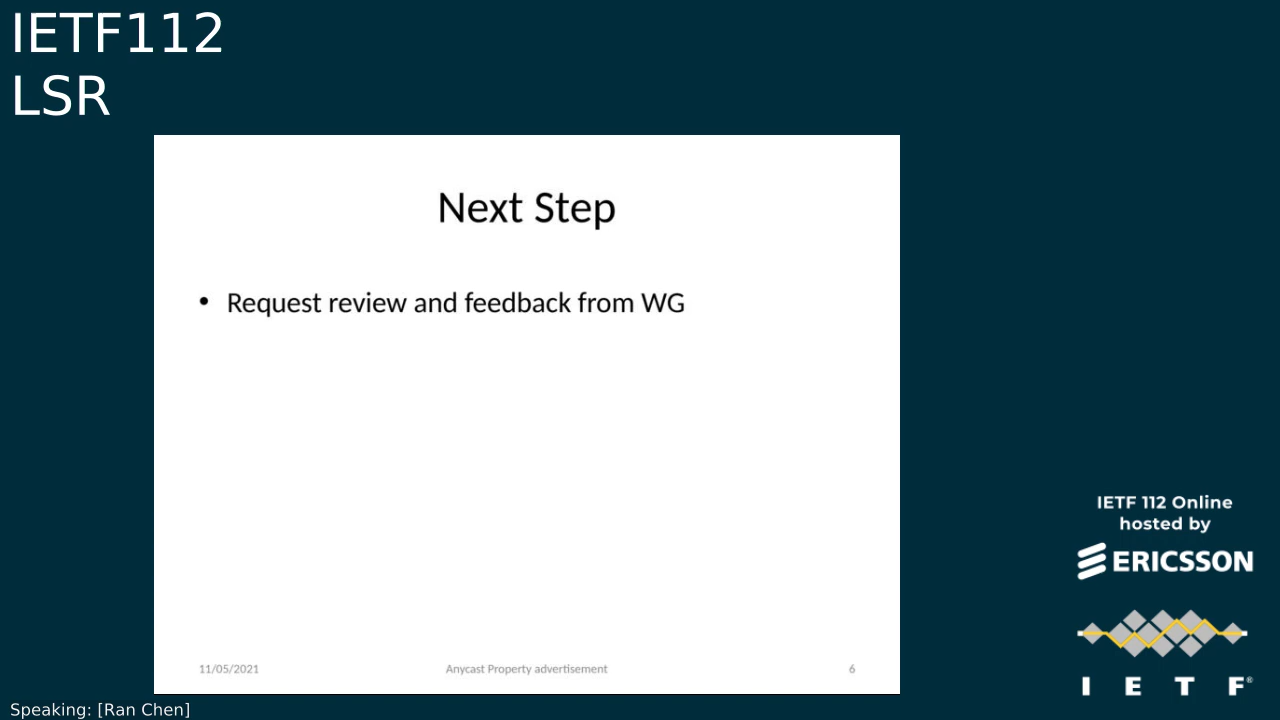 IETF112
LSR
Next Step
• Request review and feedback from WG
11/05/2021 Anycast Property advertisement 6
IETF 112 Online
hosted by
ERICSSON
I E T F®
Speaking: [Ran Chen]